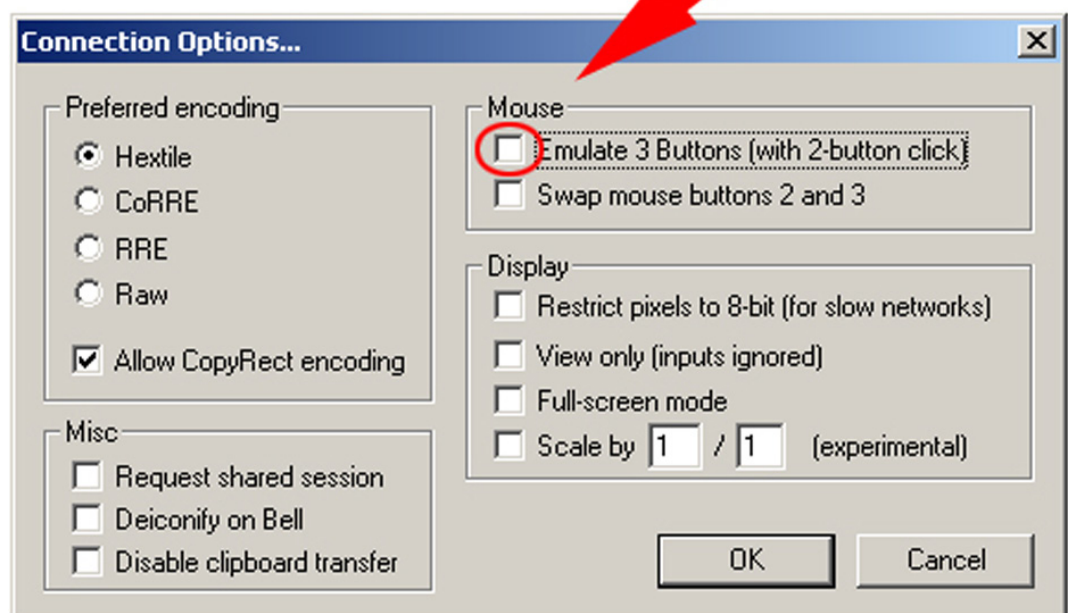 Connection Options...
Preferred encoding
Hextile
CoRRE
RRE
Raw
Allow CopyRect encoding
Misc
Request shared session
Deiconify on Bell
Disable clipboard transfer
Mouse
Emulate 3 Buttons (with 2-button click)
Swap mouse buttons 2 and 3
Display
Restrict pixels to 8-bit (for slow networks)
View only (inputs ignored)
Full-screen mode
Scale by 1 / 1 (experimental)
OK
Cancel